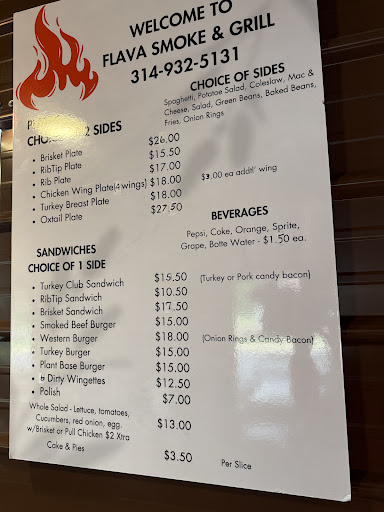 WELCOME TO
FLAVA SMOKE & GRILL
314-932-5131
CHOICE OF SIDES
Spaghetti, Potatoe Salad, Coleslaw, Mac &
Cheese, Salad, Green Beans, Baked Beans,
Fries, Onion Rings
2 SIDES
Brisket Plate $26.00
RibTip Plate $15.50
Rib Plate $17.00
Chicken Wing Plate(4wings) $18.00 $3.00 ea addtl' wing
Turkey Breast Plate $18.00
Oxtail Plate $27.50
BEVERAGES
Pepsi, Coke, Orange, Sprite,
Grape, Botte Water - $1.50 ea.
SANDWICHES
CHOICE OF 1 SIDE
Turkey Club Sandwich $15.50 (Turkey or Pork candy bacon)
RibTip Sandwich $10.50
Brisket Sandwich $17.50
Smoked Beef Burger $15.00
Western Burger $18.00 (Onion Rings & Candy Bacon)
Turkey Burger $15.00
Plant Base Burger $15.00
Dirty Wingettes $12.50
Polish $7.00
Whole Salad - Lettuce, tomatoes,
Cucumbers, red onion, egg, $13.00
w/Brisket or Pull Chicken $2 Xtra
Cake & Pies $3.50 Per Slice